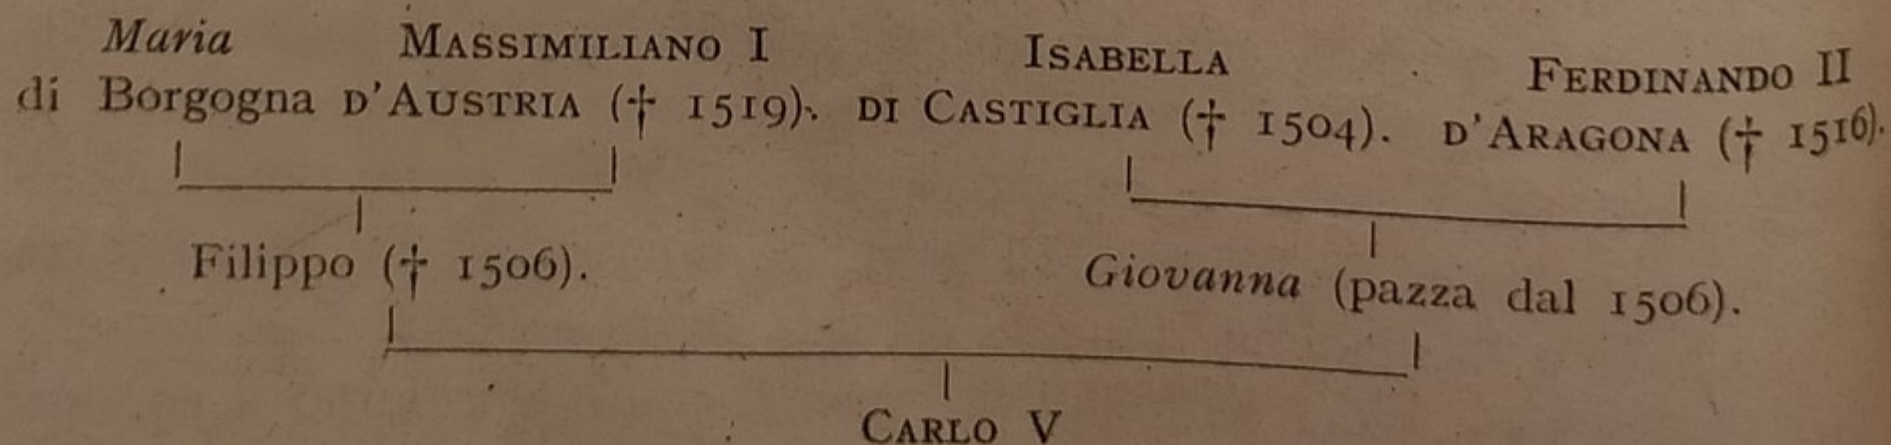 Maria MASSIMILIANO I ISABELLA FERDINANDO II
di Borgogna D'AUSTRIA († 1519). DI CASTIGLIA († 1504). D'ARAGONA († 1516).
Filippo († 1506). Giovanna (pazza dal 1506).
CARLO V